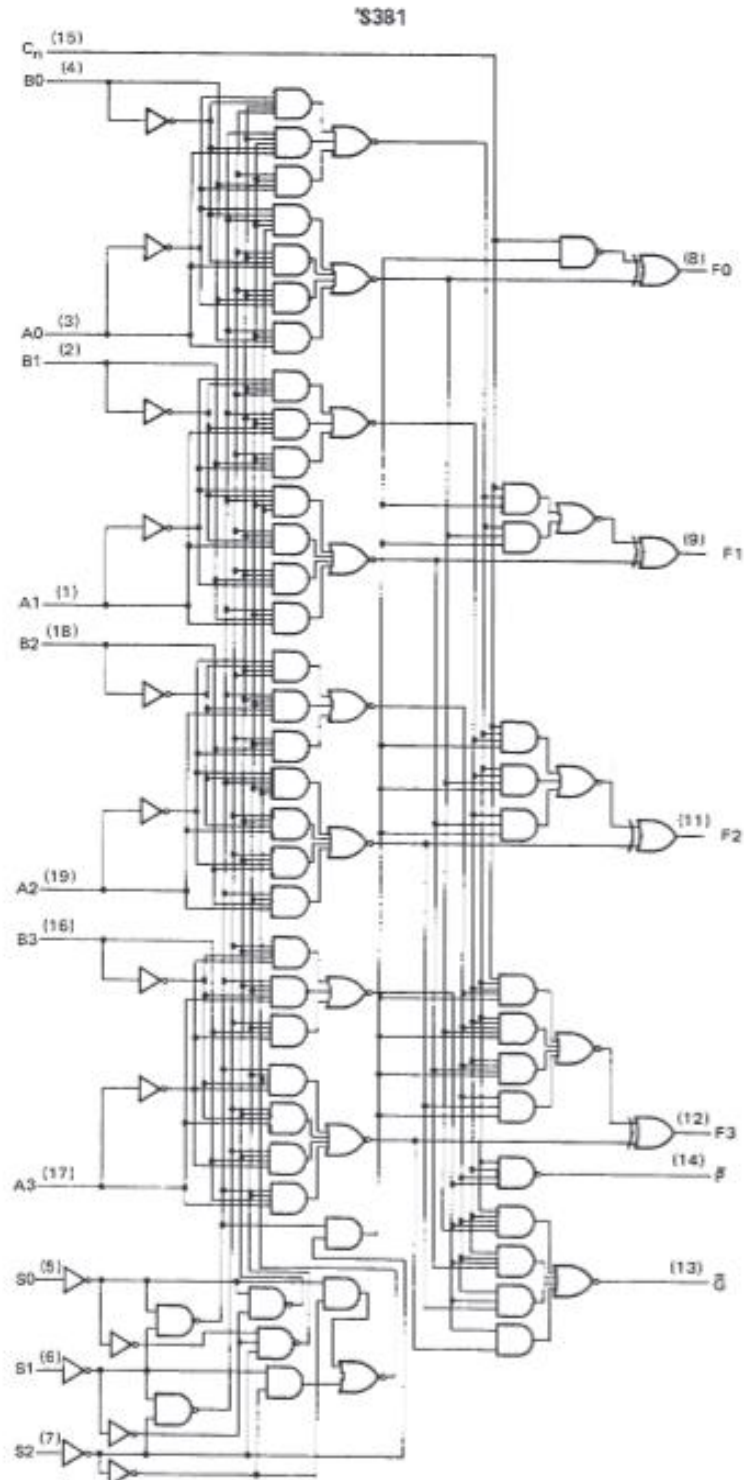 'S381
Cn (15)
B0 (4)
(8) F0
A0 (3)
B1 (2)
(9) F1
A1 (1)
B2 (18)
(11) F2
A2 (19)
B3 (16)
(12) F3
(14) P̅
A3 (17)
(13) G̅
S0 (5)
S1 (6)
S2 (7)